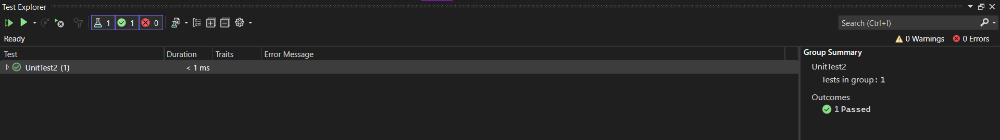 Test Explorer
1 1 0
Search (Ctrl+I)
Ready
0 Warnings 0 Errors
Test Duration Traits Error Message
UnitTest2 (1) < 1 ms
Group Summary
UnitTest2
Tests in group: 1
Outcomes
1 Passed